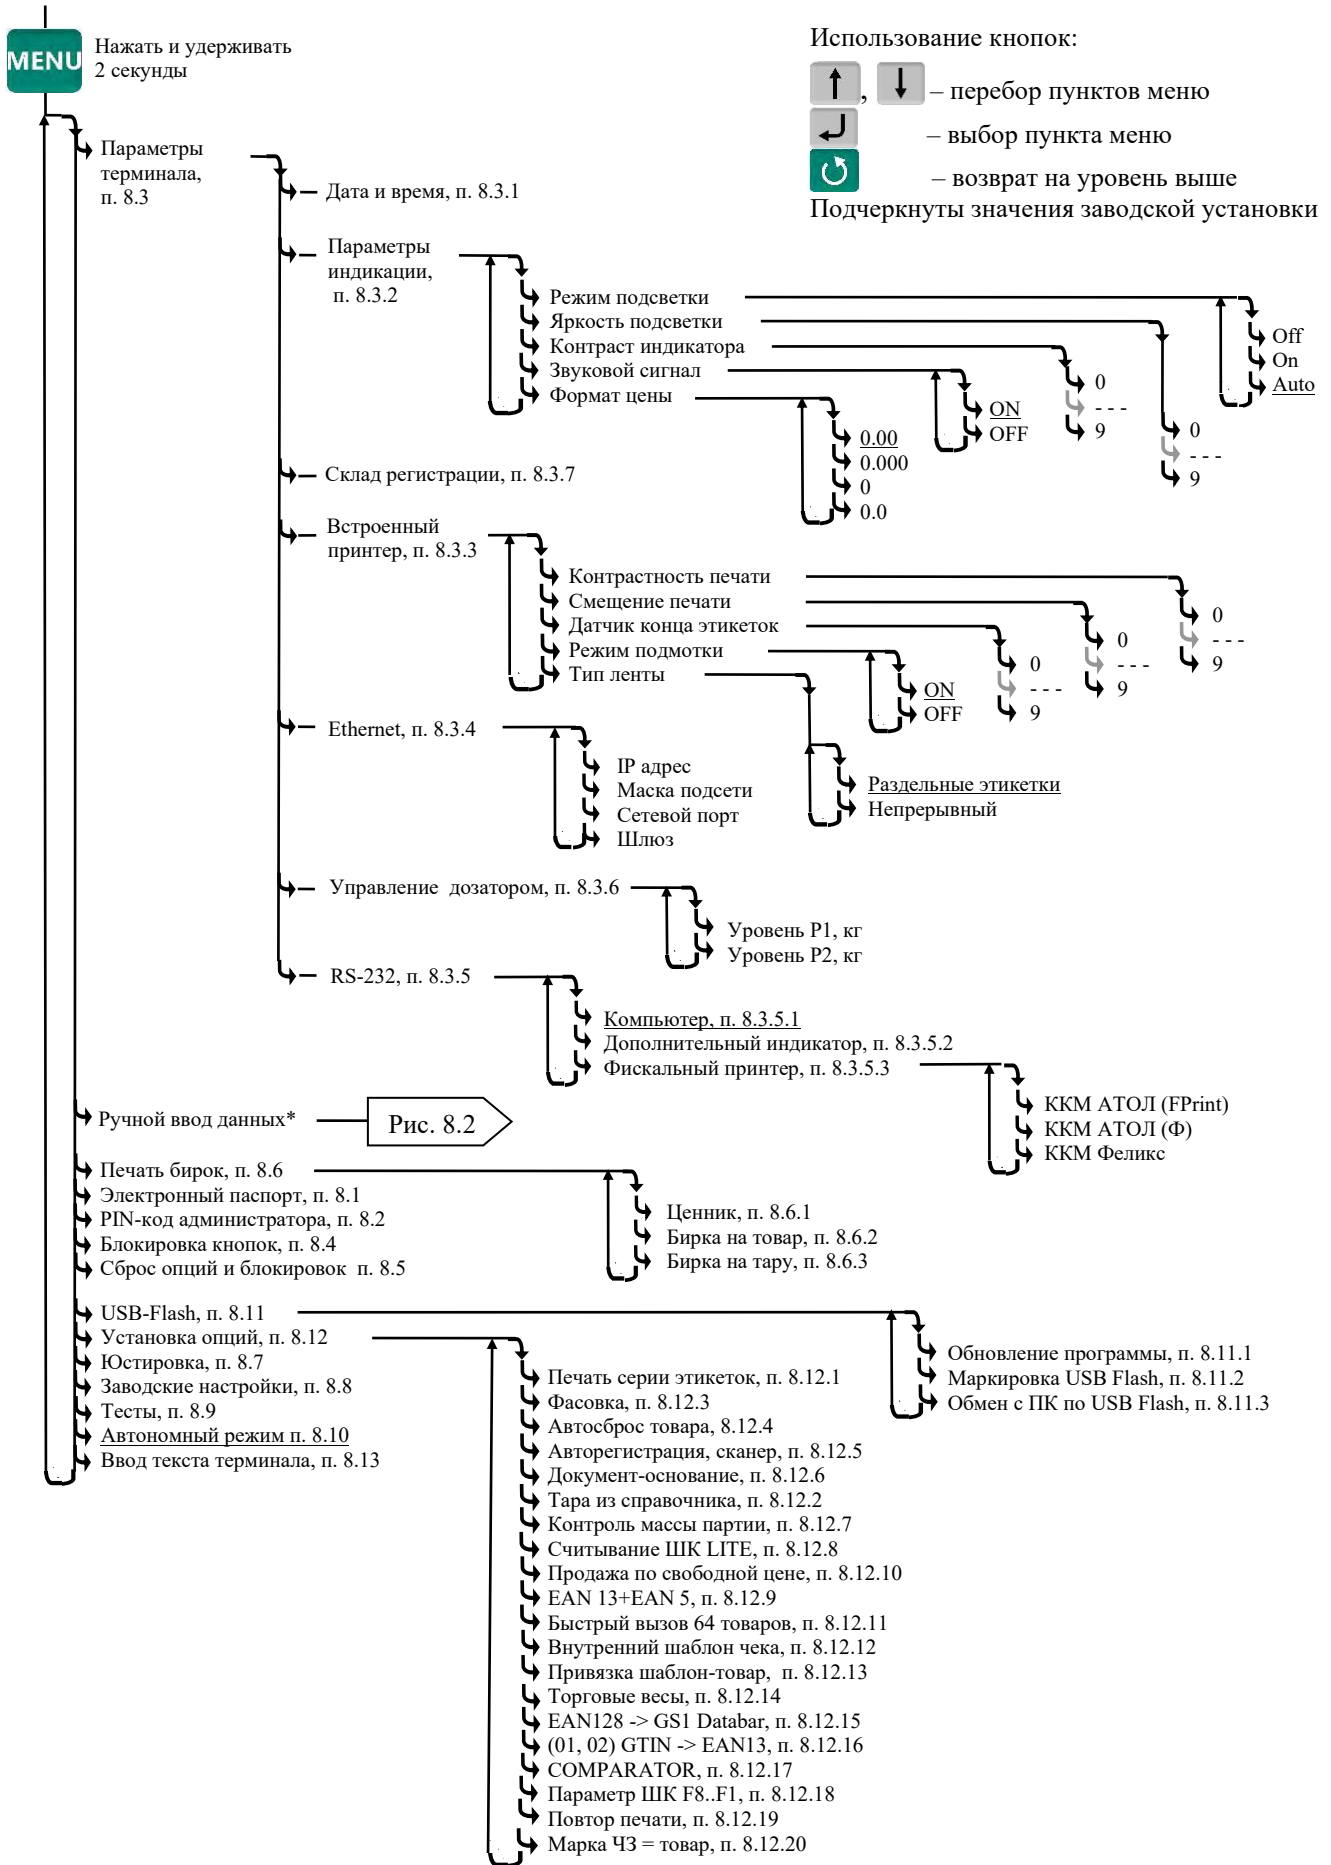 MENU
Нажать и удерживать
2 секунды
Использование кнопок:
, – перебор пунктов меню
– выбор пункта меню
– возврат на уровень выше
Подчеркнуты значения заводской установки
Параметры
терминала,
п. 8.3
Дата и время, п. 8.3.1
Параметры
индикации,
п. 8.3.2
Режим подсветки
Яркость подсветки
Контраст индикатора
Звуковой сигнал
Формат цены
Off
On
Auto
0
- - -
9
0
- - -
9
ON
OFF
0.00
0.000
0
0.0
Склад регистрации, п. 8.3.7
Встроенный
принтер, п. 8.3.3
Контрастность печати
Смещение печати
Датчик конца этикеток
Режим подмотки
Тип ленты
0
- - -
9
0
- - -
9
0
- - -
9
ON
OFF
Раздельные этикетки
Непрерывный
Ethernet, п. 8.3.4
IP адрес
Маска подсети
Сетевой порт
Шлюз
Управление дозатором, п. 8.3.6
Уровень P1, кг
Уровень P2, кг
RS-232, п. 8.3.5
Компьютер, п. 8.3.5.1
Дополнительный индикатор, п. 8.3.5.2
Фискальный принтер, п. 8.3.5.3
ККМ АТОЛ (FPrint)
ККМ АТОЛ (Ф)
ККМ Феликс
Ручной ввод данных*
Рис. 8.2
Печать бирок, п. 8.6
Электронный паспорт, п. 8.1
PIN-код администратора, п. 8.2
Блокировка кнопок, п. 8.4
Сброс опций и блокировок п. 8.5
Ценник, п. 8.6.1
Бирка на товар, п. 8.6.2
Бирка на тару, п. 8.6.3
USB-Flash, п. 8.11
Установка опций, п. 8.12
Юстировка, п. 8.7
Заводские настройки, п. 8.8
Тесты, п. 8.9
Автономный режим п. 8.10
Ввод текста терминала, п. 8.13
Обновление программы, п. 8.11.1
Маркировка USB Flash, п. 8.11.2
Обмен с ПК по USB Flash, п. 8.11.3
Печать серии этикеток, п. 8.12.1
Фасовка, п. 8.12.3
Автосброс товара, 8.12.4
Авторегистрация, сканер, п. 8.12.5
Документ-основание, п. 8.12.6
Тара из справочника, п. 8.12.2
Контроль массы партии, п. 8.12.7
Считывание ШК LITE, п. 8.12.8
Продажа по свободной цене, п. 8.12.10
EAN 13+EAN 5, п. 8.12.9
Быстрый вызов 64 товаров, п. 8.12.11
Внутренний шаблон чека, п. 8.12.12
Привязка шаблон-товар, п. 8.12.13
Торговые весы, п. 8.12.14
EAN128 -> GS1 Databar, п. 8.12.15
(01, 02) GTIN -> EAN13, п. 8.12.16
COMPARATOR, п. 8.12.17
Параметр ШК F8..F1, п. 8.12.18
Повтор печати, п. 8.12.19
Марка ЧЗ = товар, п. 8.12.20